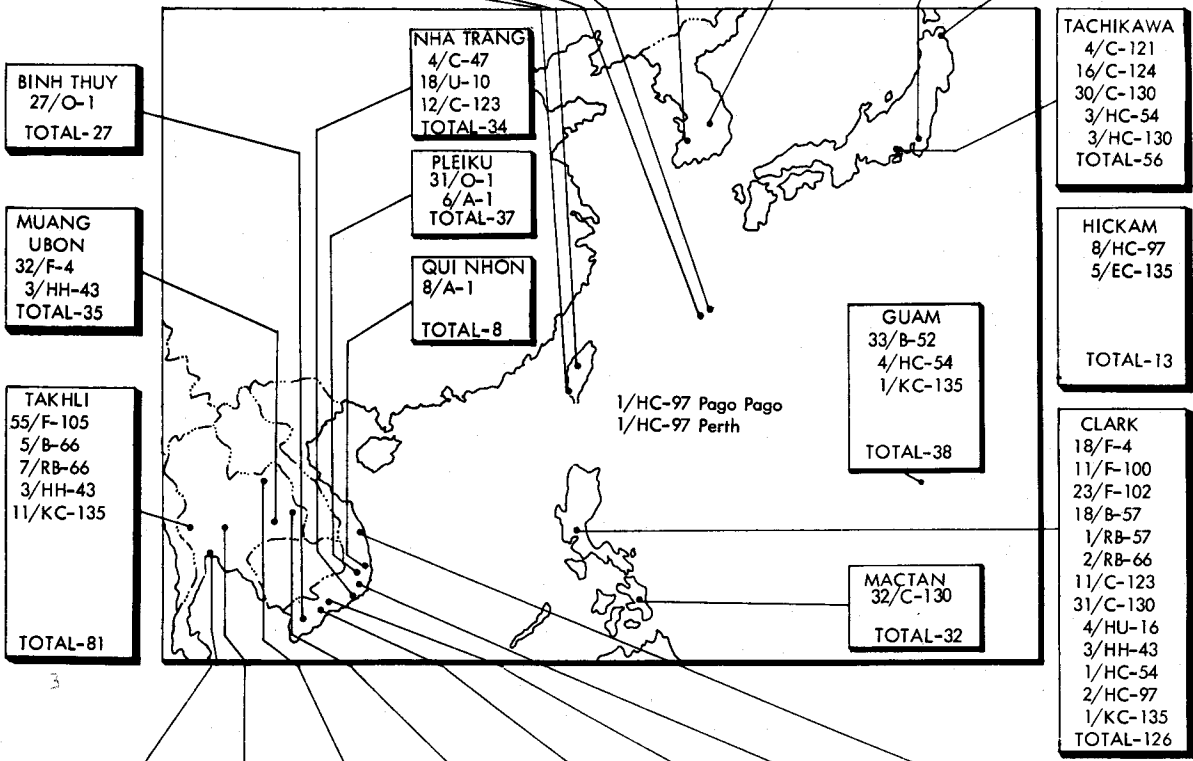 BINH THUY
27/O-1
TOTAL-27
MUANG
UBON
32/F-4
3/HH-43
TOTAL-35
TAKHLI
55/F-105
5/B-66
7/RB-66
3/HH-43
11/KC-135
TOTAL-81
3
NHA TRANG
4/C-47
18/U-10
12/C-123
TOTAL-34
PLEIKU
31/O-1
6/A-1
TOTAL-37
QUI NHON
8/A-1
TOTAL-8
1/HC-97 Pago Pago
1/HC-97 Perth
GUAM
33/B-52
4/HC-54
1/KC-135
TOTAL-38
MACTAN
32/C-130
TOTAL-32
TACHIKAWA
4/C-121
16/C-124
30/C-130
3/HC-54
3/HC-130
TOTAL-56
HICKAM
8/HC-97
5/EC-135
TOTAL-13
CLARK
18/F-4
11/F-100
23/F-102
18/B-57
1/RB-57
2/RB-66
11/C-123
31/C-130
4/HU-16
3/HH-43
1/HC-54
2/HC-97
1/KC-135
TOTAL-126